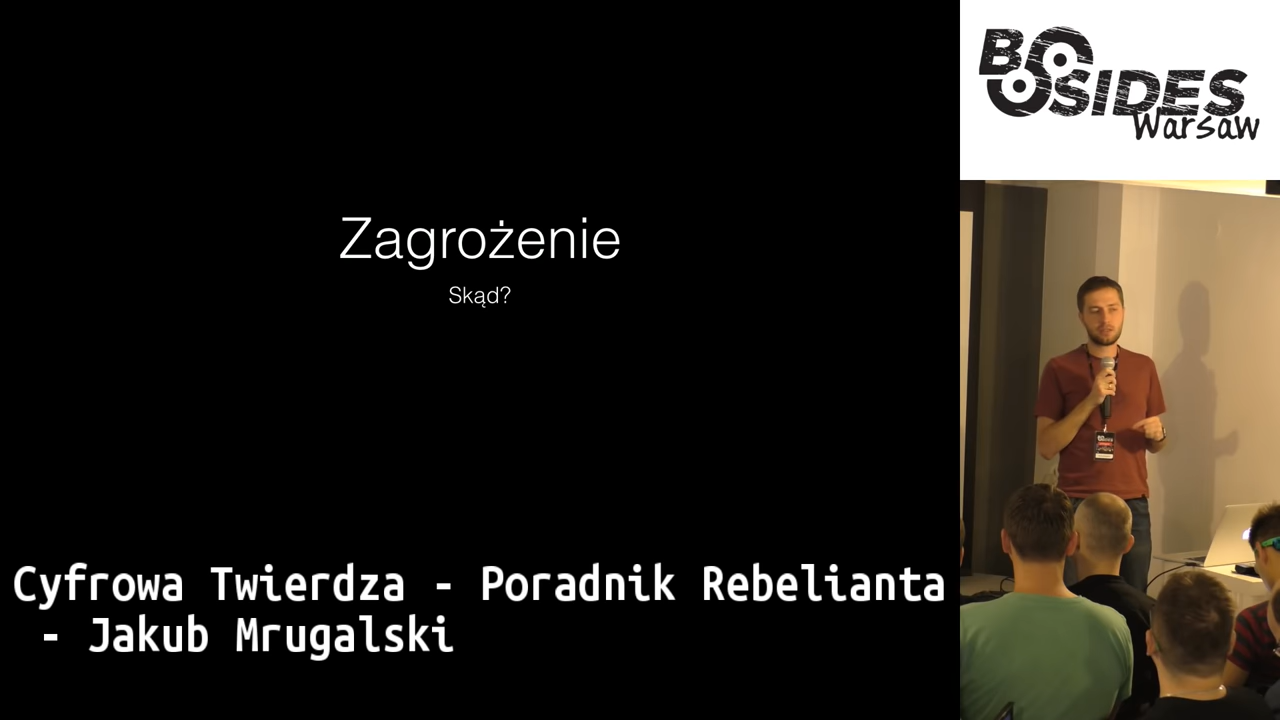 Zagrożenie
Skąd?
Cyfrowa Twierdza - Poradnik Rebelianta
- Jakub Mrugalski
BSIDES
Warsaw